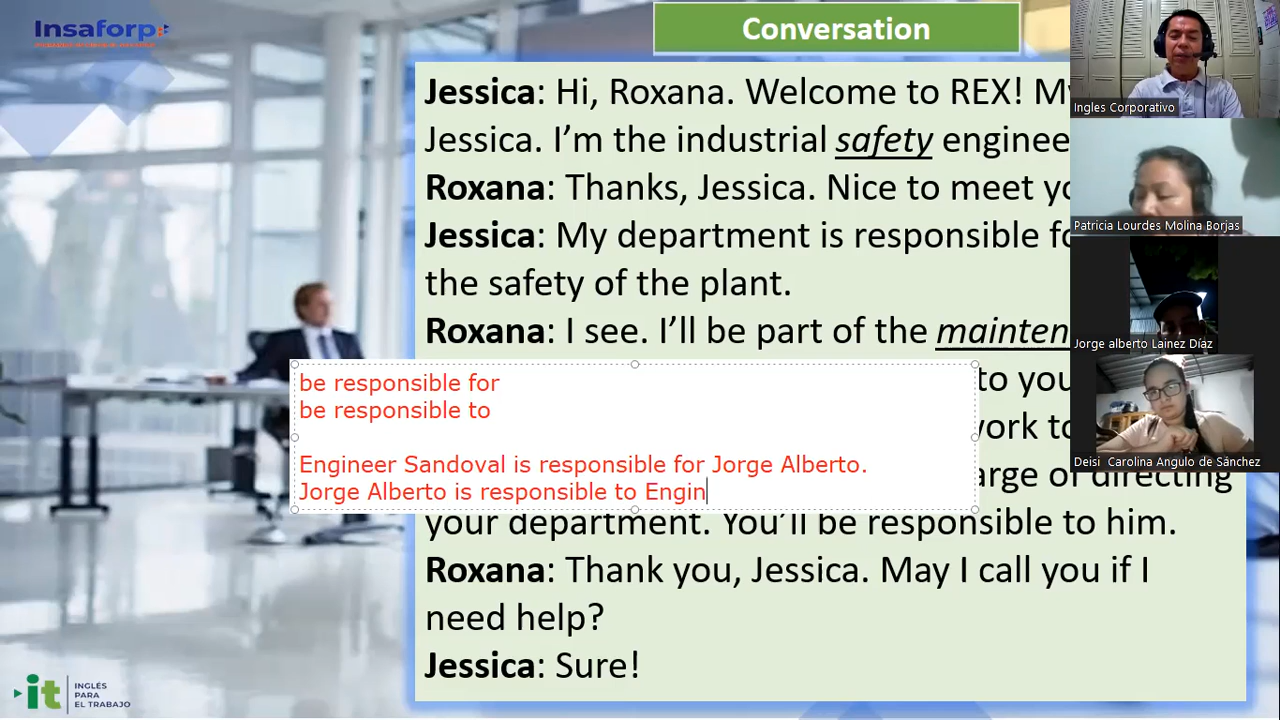 Insaforp
Conversation
Jessica: Hi, Roxana. Welcome to REX! My
Jessica. I’m the industrial safety enginee
Roxana: Thanks, Jessica. Nice to meet yo
Jessica: My department is responsible fo
the safety of the plant.
Roxana: I see. I’ll be part of the mainten
to you
work to
arge of directing
your department. You’ll be responsible to him.
Roxana: Thank you, Jessica. May I call you if I
need help?
Jessica: Sure!
be responsible for
be responsible to
Engineer Sandoval is responsible for Jorge Alberto.
Jorge Alberto is responsible to Engin
Ingles Corporativo
Patricia Lourdes Molina Borjas
Jorge alberto Laínez Díaz
Deisi Carolina Angulo de Sánchez
it
INGLÉS
PARA
EL TRABAJO